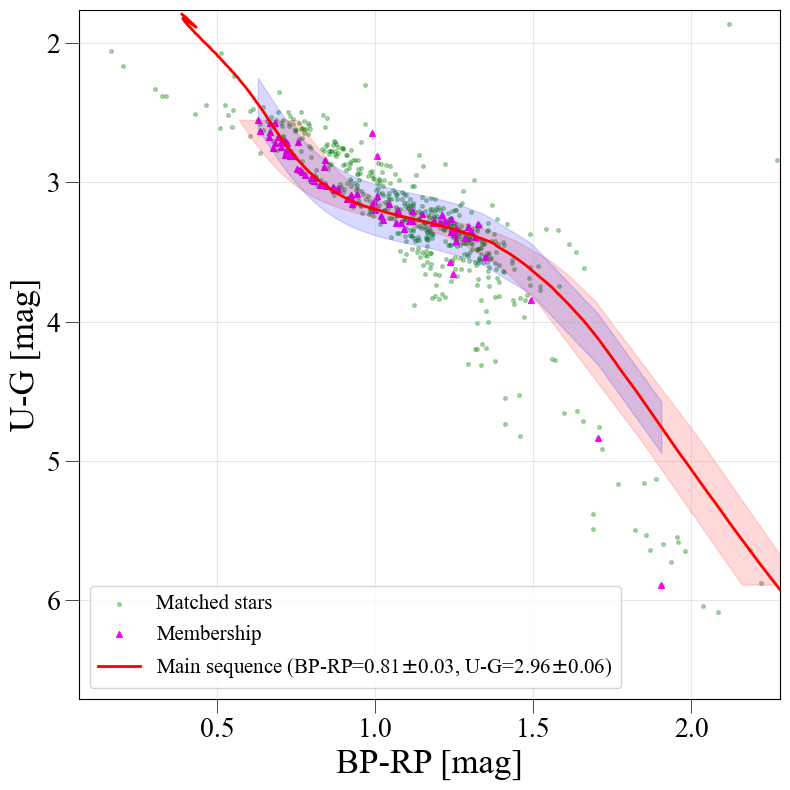 2
3
4
5
6
U-G [mag]
Matched stars
Membership
Main sequence (BP-RP=0.81±0.03, U-G=2.96±0.06)
0.5 1.0 1.5 2.0
BP-RP [mag]